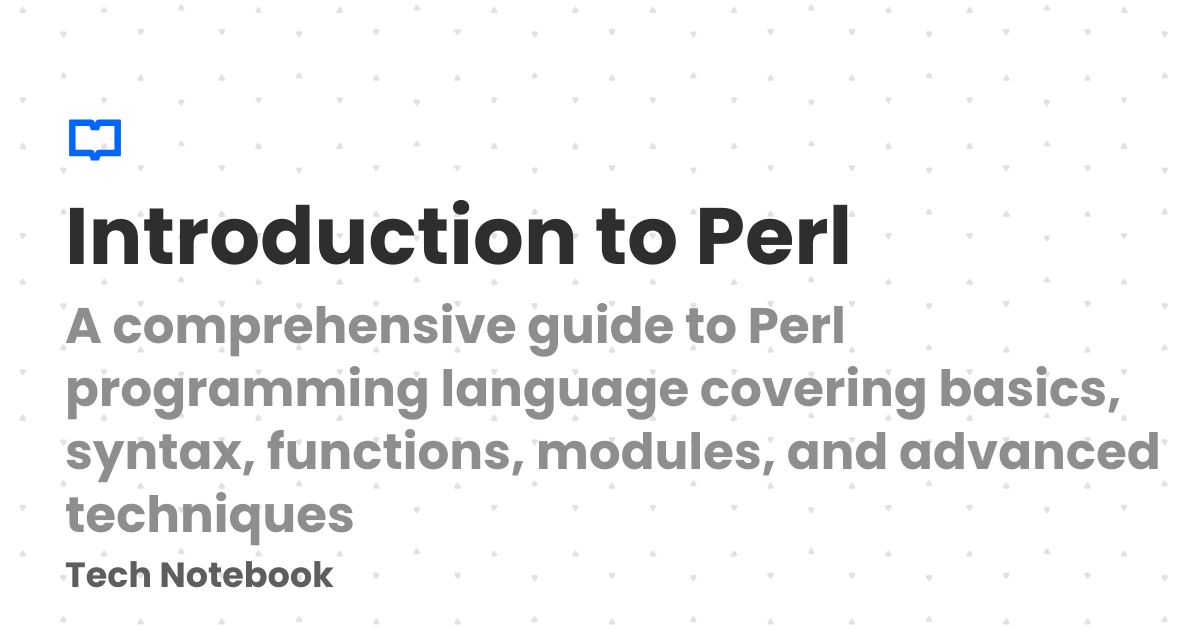 Introduction to Perl
A comprehensive guide to Perl
programming language covering basics,
syntax, functions, modules, and advanced
techniques
Tech Notebook